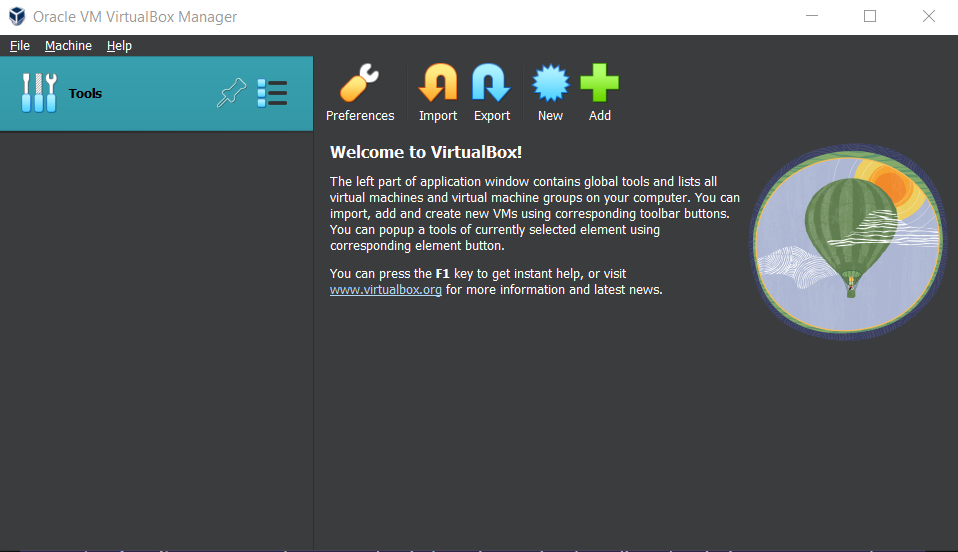 Oracle VM VirtualBox Manager
File Machine Help
Tools
Preferences Import Export New Add
Welcome to VirtualBox!
The left part of application window contains global tools and lists all
virtual machines and virtual machine groups on your computer. You can
import, add and create new VMs using corresponding toolbar buttons.
You can popup a tools of currently selected element using
corresponding element button.
You can press the F1 key to get instant help, or visit
www.virtualbox.org for more information and latest news.